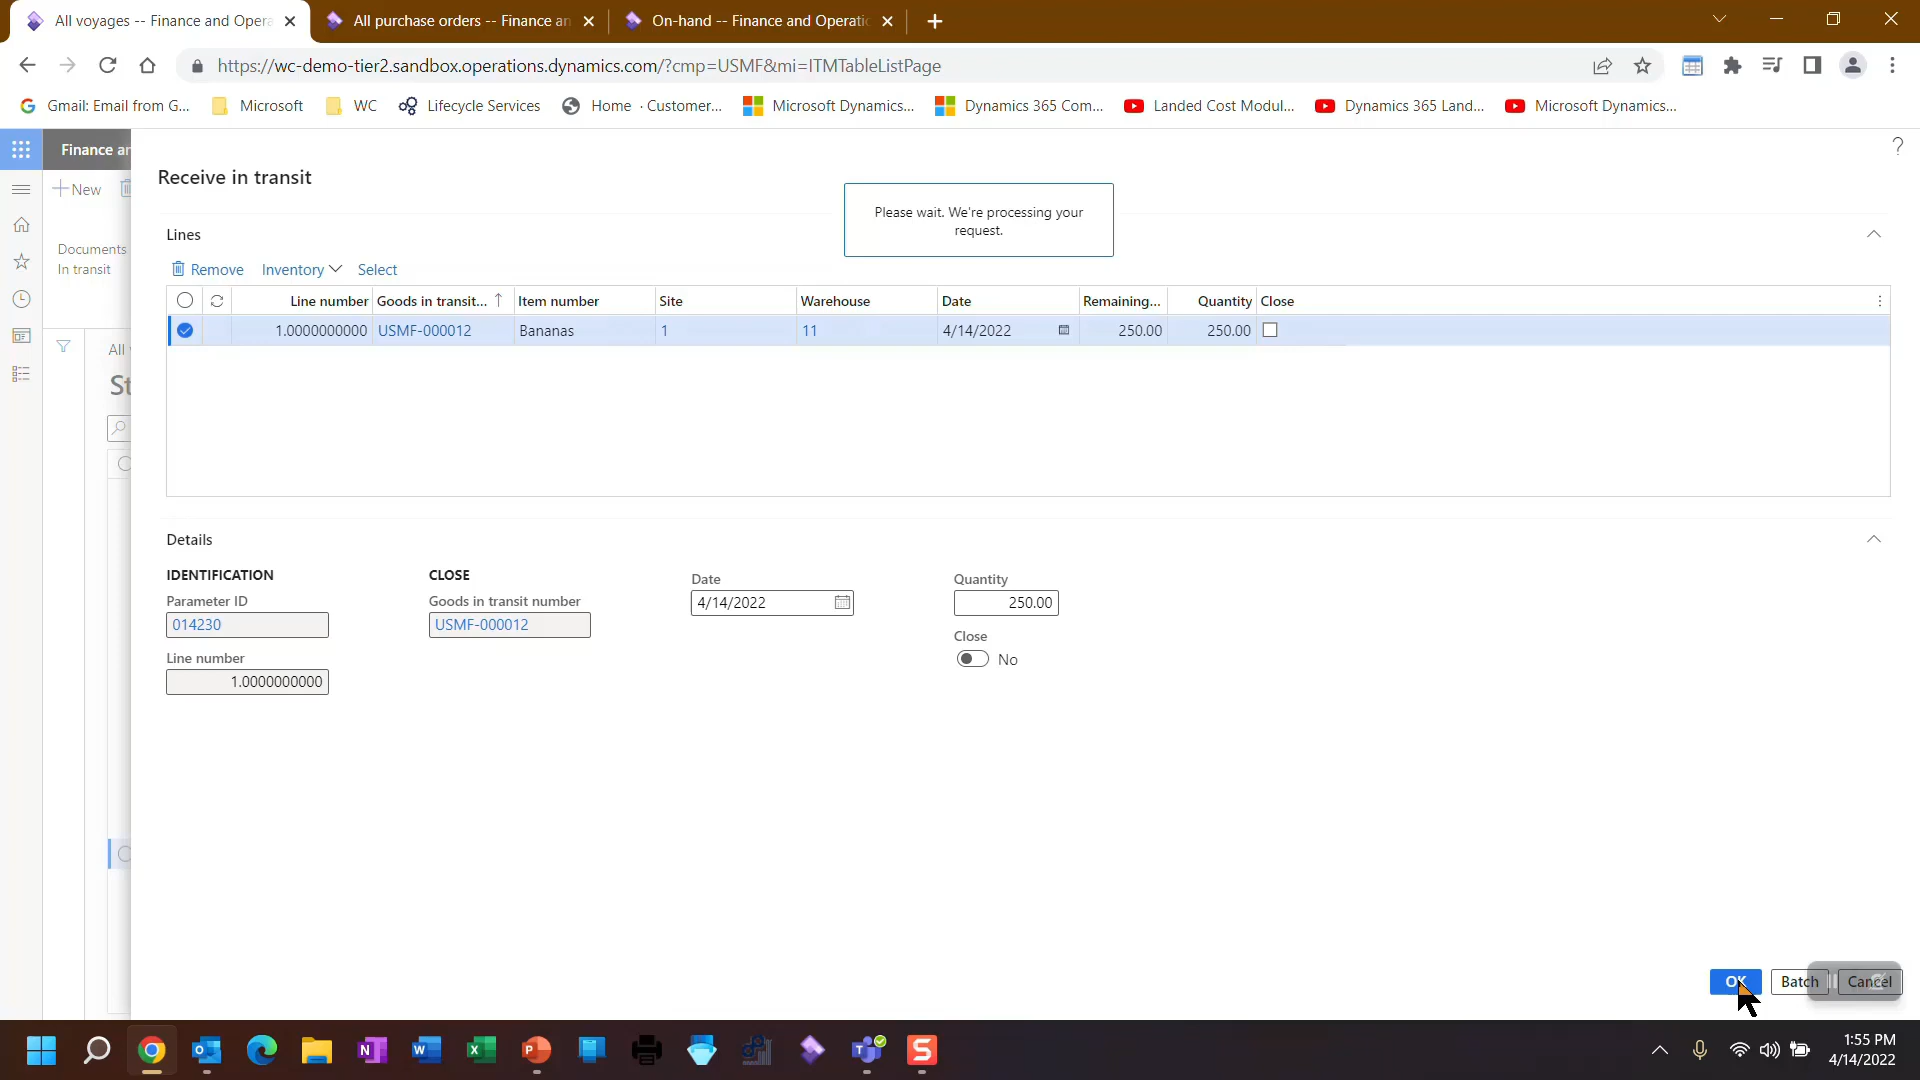 All voyages -- Finance and Opera
All purchase orders -- Finance an
On-hand -- Finance and Operatio
https://wc-demo-tier2.sandbox.operations.dynamics.com/?cmp=USMF&mi=ITMTableListPage
Gmail: Email from G...
Microsoft
WC
Lifecycle Services
Home · Customer...
Microsoft Dynamics...
Dynamics 365 Com...
Landed Cost Modul...
Dynamics 365 Land...
Microsoft Dynamics...
Finance an
?
New
Documents
In transit
All
St
Receive in transit
Please wait. We're processing your
request.
Lines
Remove Inventory Select
Line number Goods in transit... Item number Site Warehouse Date Remaining... Quantity Close
1.0000000000 USMF-000012 Bananas 1 11 4/14/2022 250.00 250.00
Details
IDENTIFICATION
Parameter ID
014230
Line number
1.0000000000
CLOSE
Goods in transit number
USMF-000012
Date
4/14/2022
Quantity
250.00
Close
No
OK Batch Cancel
1:55 PM
4/14/2022